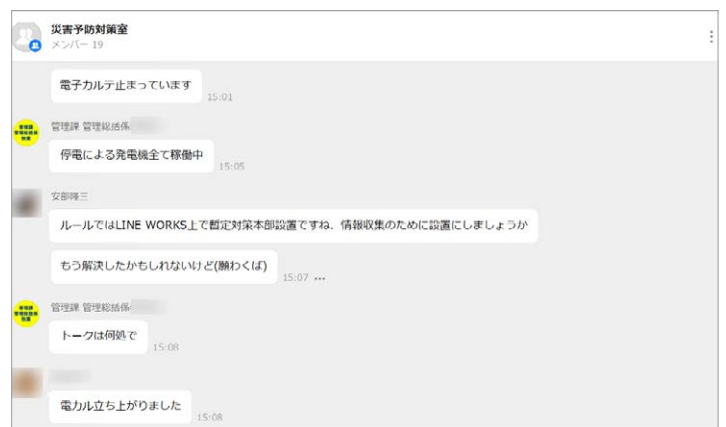 災害予防対策室
メンバー 19
電子カルテ止まっています
15:01
管理課 管理総括係
停電による発電機全て稼働中
15:05
安部隆三
ルールではLINE WORKS上で暫定対策本部設置ですね、情報収集のために設置にしましょうか
もう解決したかもしれないけど(願わくば)
15:07
管理課 管理総括係
トークは何処で
15:08
電カル立ち上がりました
15:08